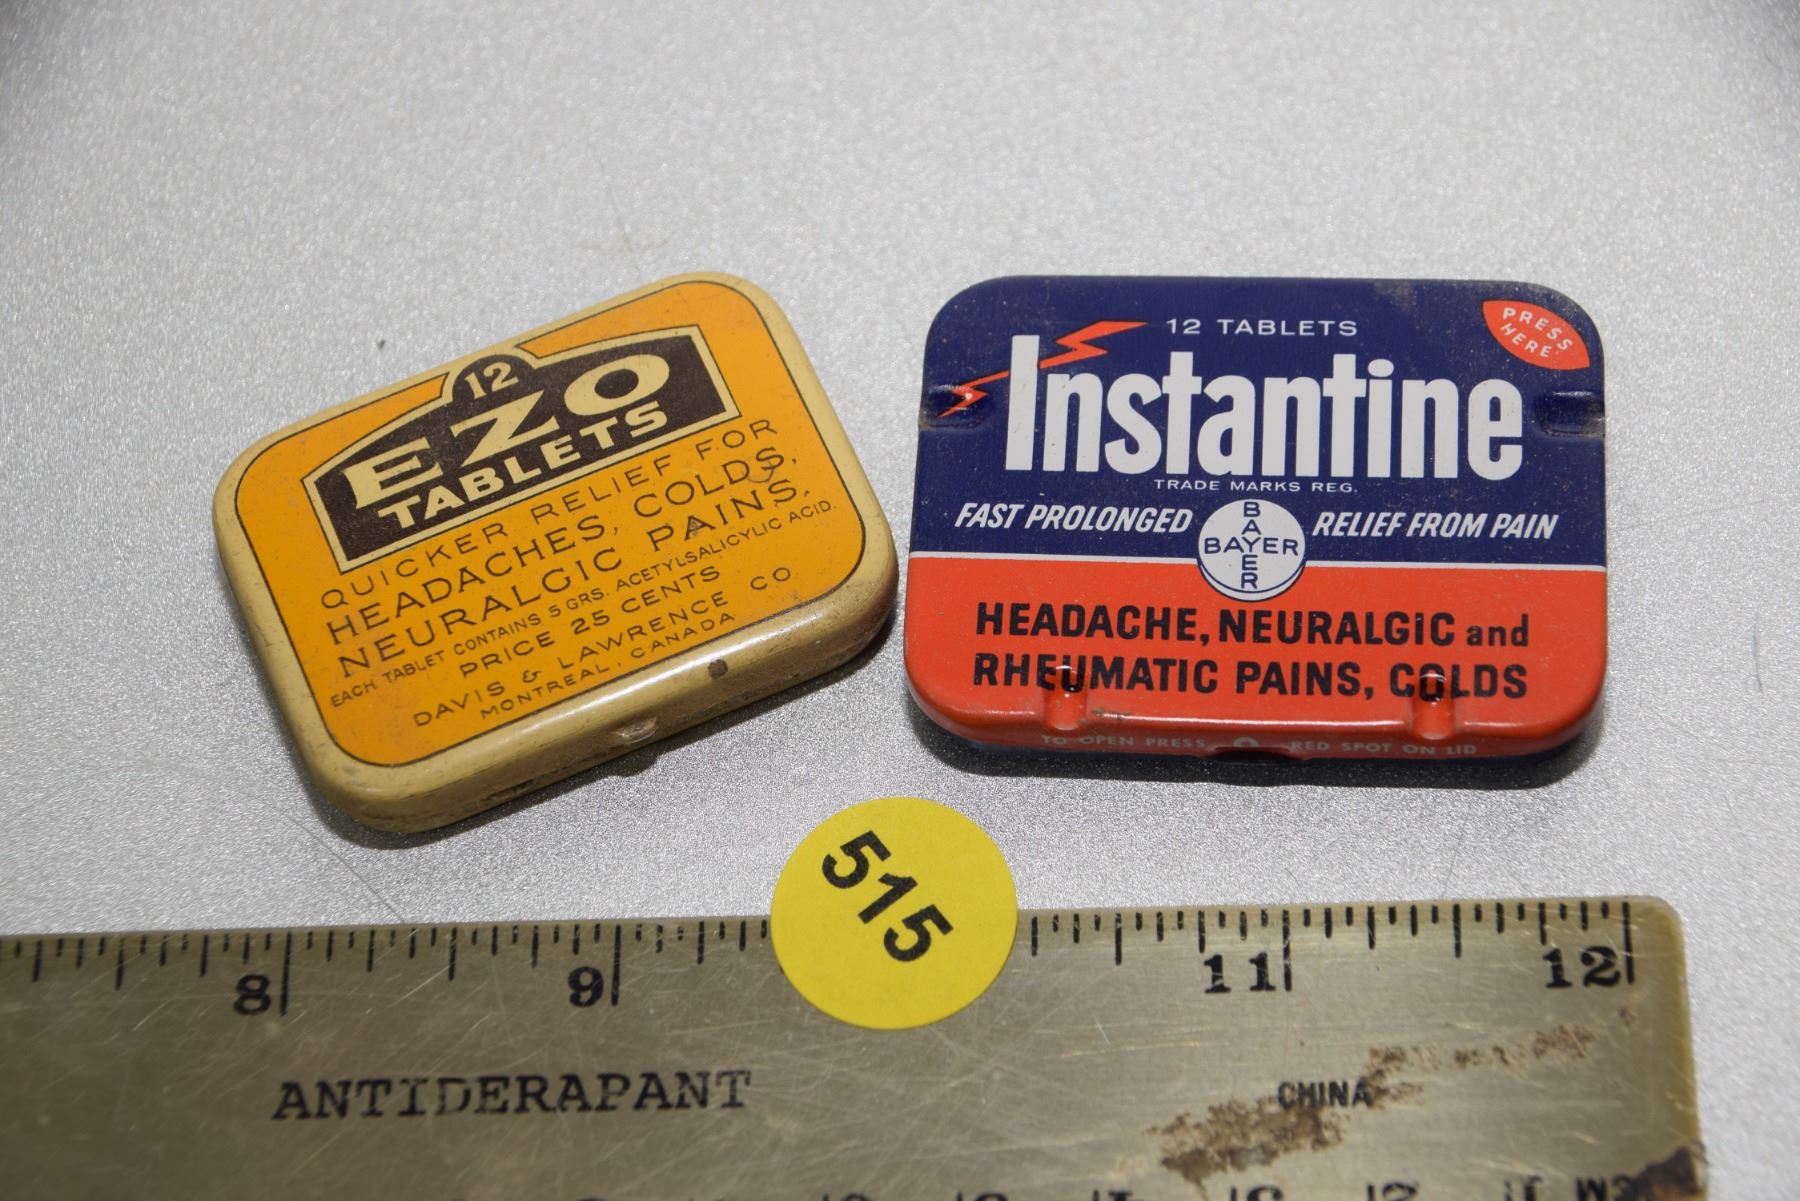 12
EZO
TABLETS
QUICKER RELIEF FOR
HEADACHES, COLDS,
NEURALGIC PAINS.
EACH TABLET CONTAINS 5 GRS. ACETYLSALICYLIC ACID.
PRICE 25 CENTS
DAVIS & LAWRENCE CO
MONTREAL, CANADA
12 TABLETS
PRESS
HERE
Instantine
TRADE MARKS REG.
FAST PROLONGED
BAYER
BAYER
RELIEF FROM PAIN
HEADACHE, NEURALGIC and
RHEUMATIC PAINS, COLDS
TO OPEN PRESS RED SPOT ON LID
515
8 9 11 12
ANTIDERAPANT
CHINA